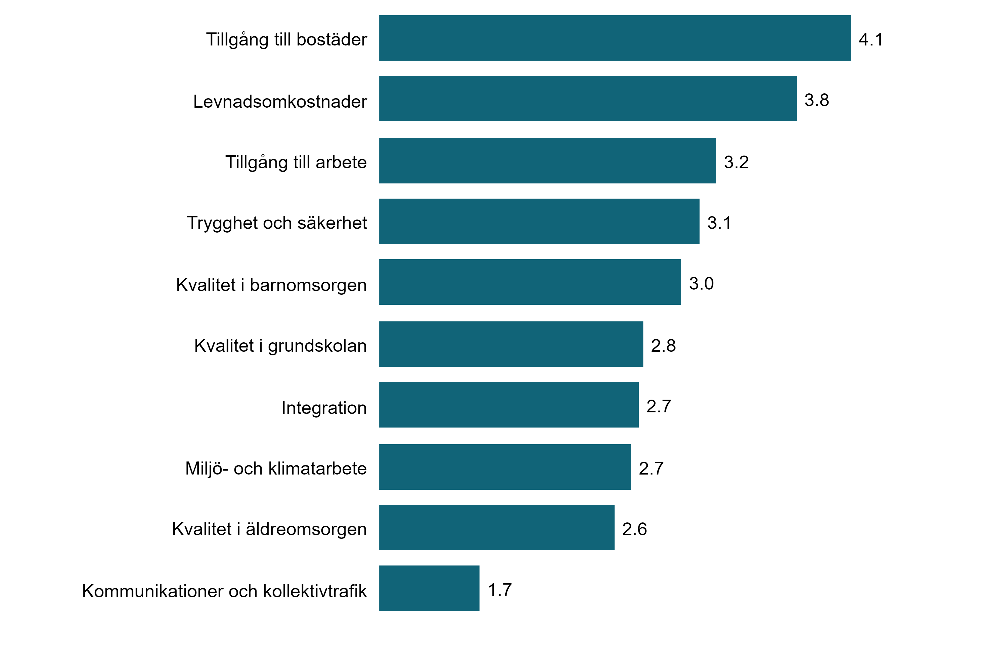 Tillgång till bostäder 4.1
Levnadsomkostnader 3.8
Tillgång till arbete 3.2
Trygghet och säkerhet 3.1
Kvalitet i barnomsorgen 3.0
Kvalitet i grundskolan 2.8
Integration 2.7
Miljö- och klimatarbete 2.7
Kvalitet i äldreomsorgen 2.6
Kommunikationer och kollektivtrafik 1.7